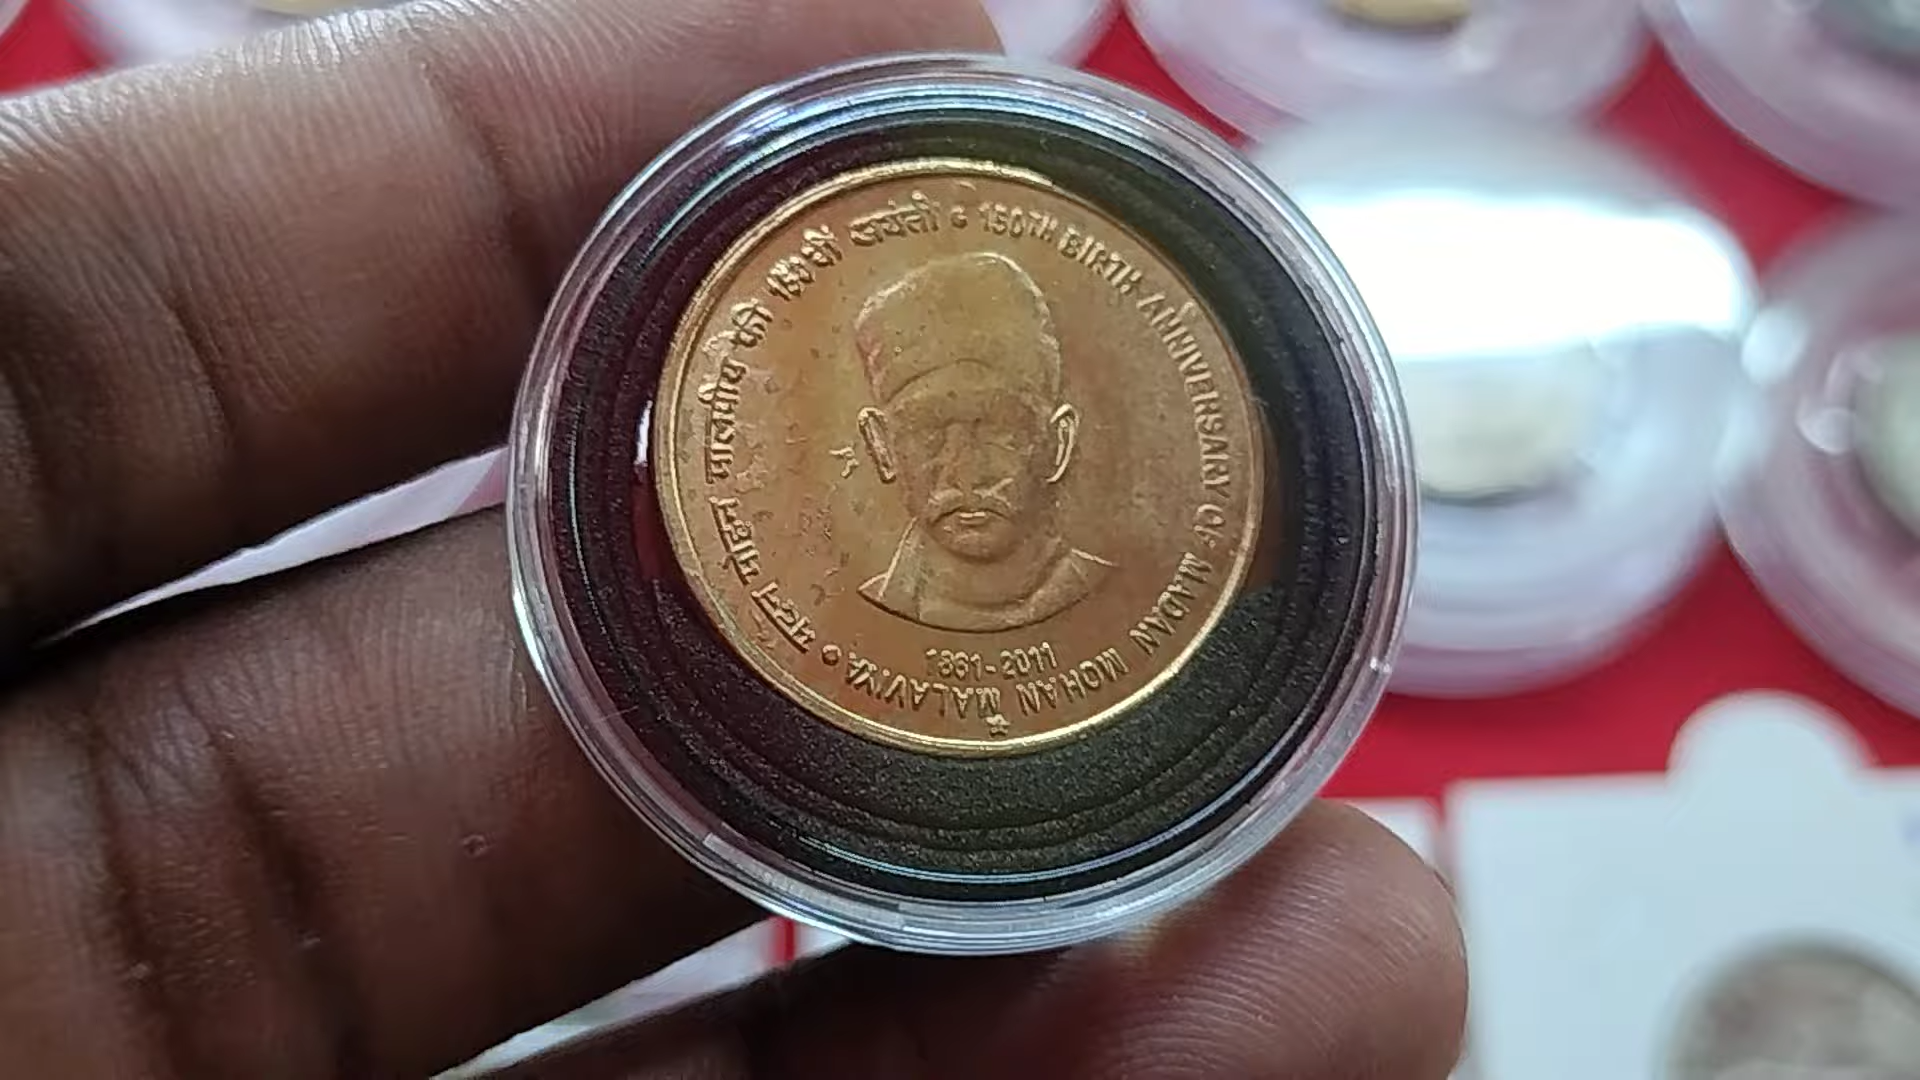 मदन मोहन मालवीय की 150वीं जयंती
150TH BIRTH ANNIVERSARY OF MADAN MOHAN MALAVIYA
1861-2011